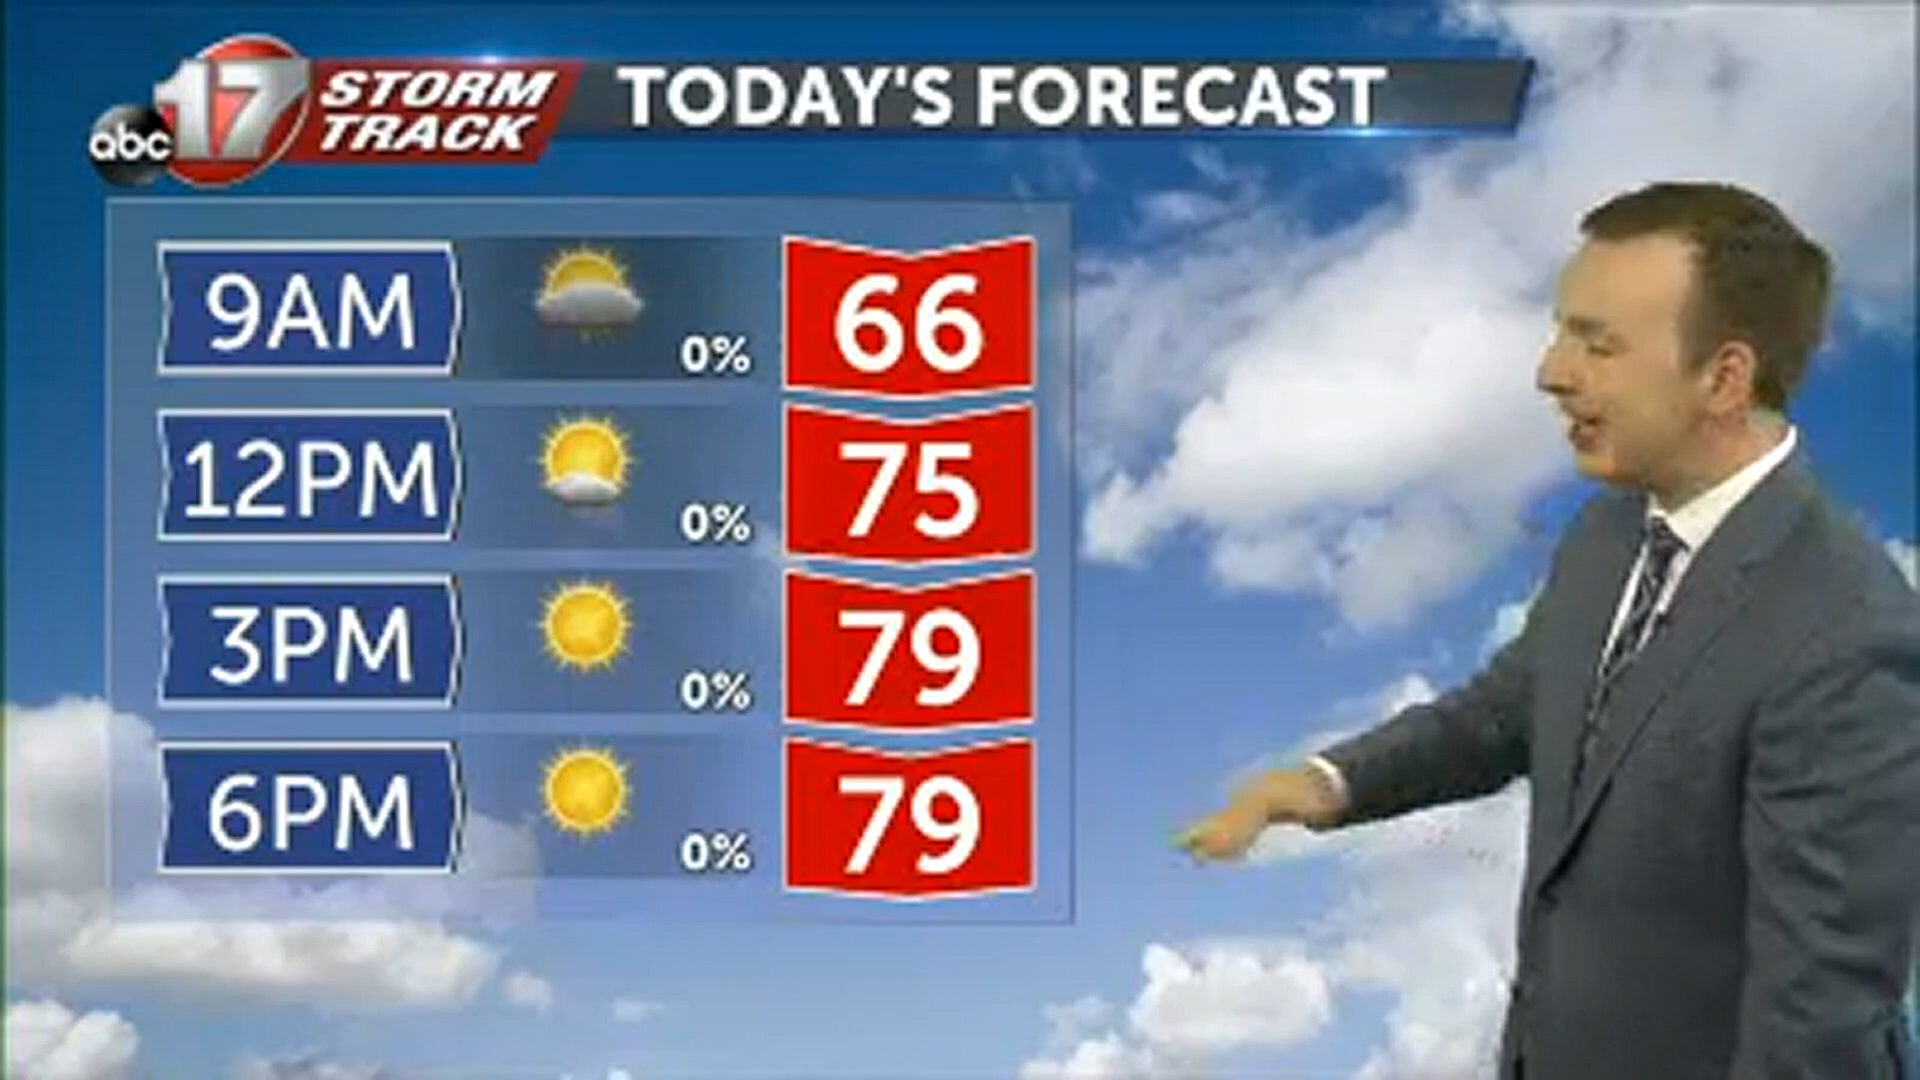 abc 17 STORM TRACK
TODAY'S FORECAST
9AM 0% 66
12PM 0% 75
3PM 0% 79
6PM 0% 79